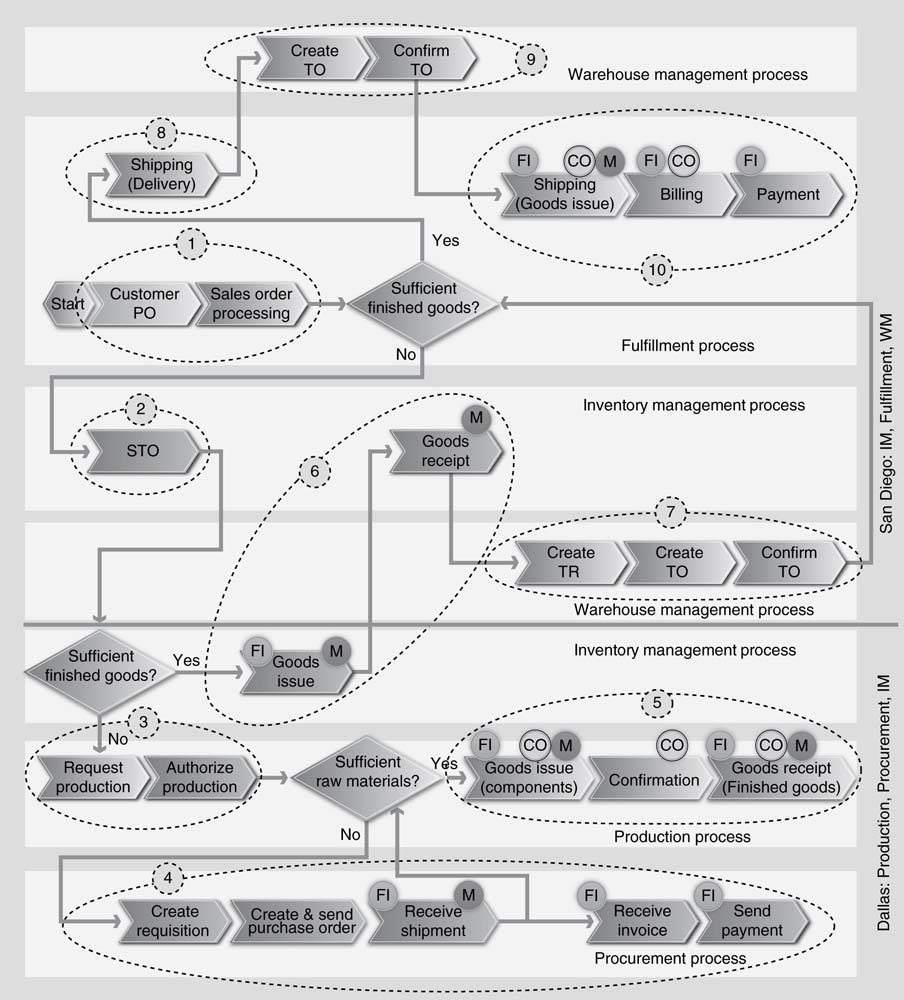 Create
TO
Confirm
TO
9
Warehouse management process
8
Shipping
(Delivery)
FI
CO
M
Shipping
(Goods issue)
FI
CO
Billing
FI
Payment
10
Yes
1
Start
Customer
PO
Sales order
processing
Sufficient
finished goods?
No
Fulfillment process
San Diego: IM, Fulfillment, WM
Inventory management process
2
STO
6
M
Goods
receipt
7
Create
TR
Create
TO
Confirm
TO
Warehouse management process
Sufficient
finished goods?
Yes
FI
M
Goods
issue
Inventory management process
No
3
Request
production
Authorize
production
Sufficient
raw materials?
Yes
5
FI
CO
M
Goods issue
(components)
CO
Confirmation
FI
CO
M
Goods receipt
(Finished goods)
No
Production process
Dallas: Production, Procurement, IM
4
Create
requisition
Create & send
purchase order
FI
M
Receive
shipment
FI
Receive
invoice
FI
Send
payment
Procurement process